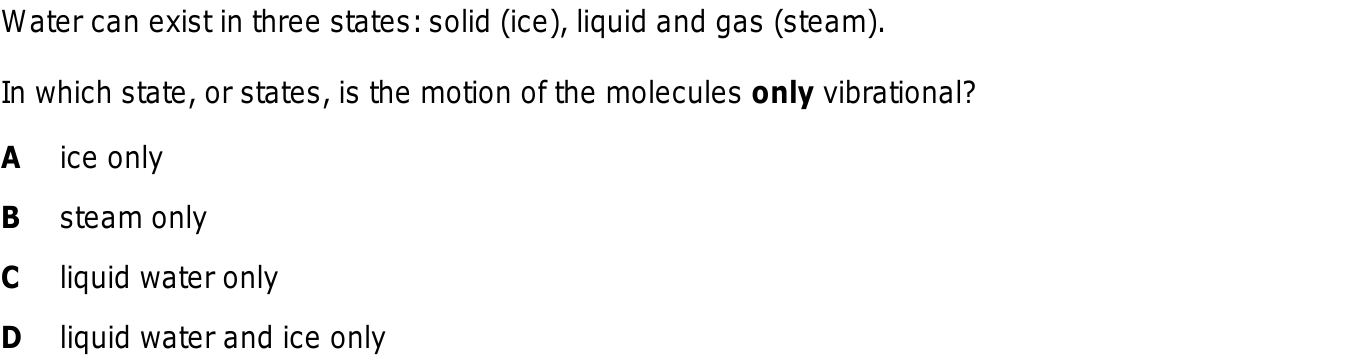 Water can exist in three states: solid (ice), liquid and gas (steam).
In which state, or states, is the motion of the molecules only vibrational?
A ice only
B steam only
C liquid water only
D liquid water and ice only